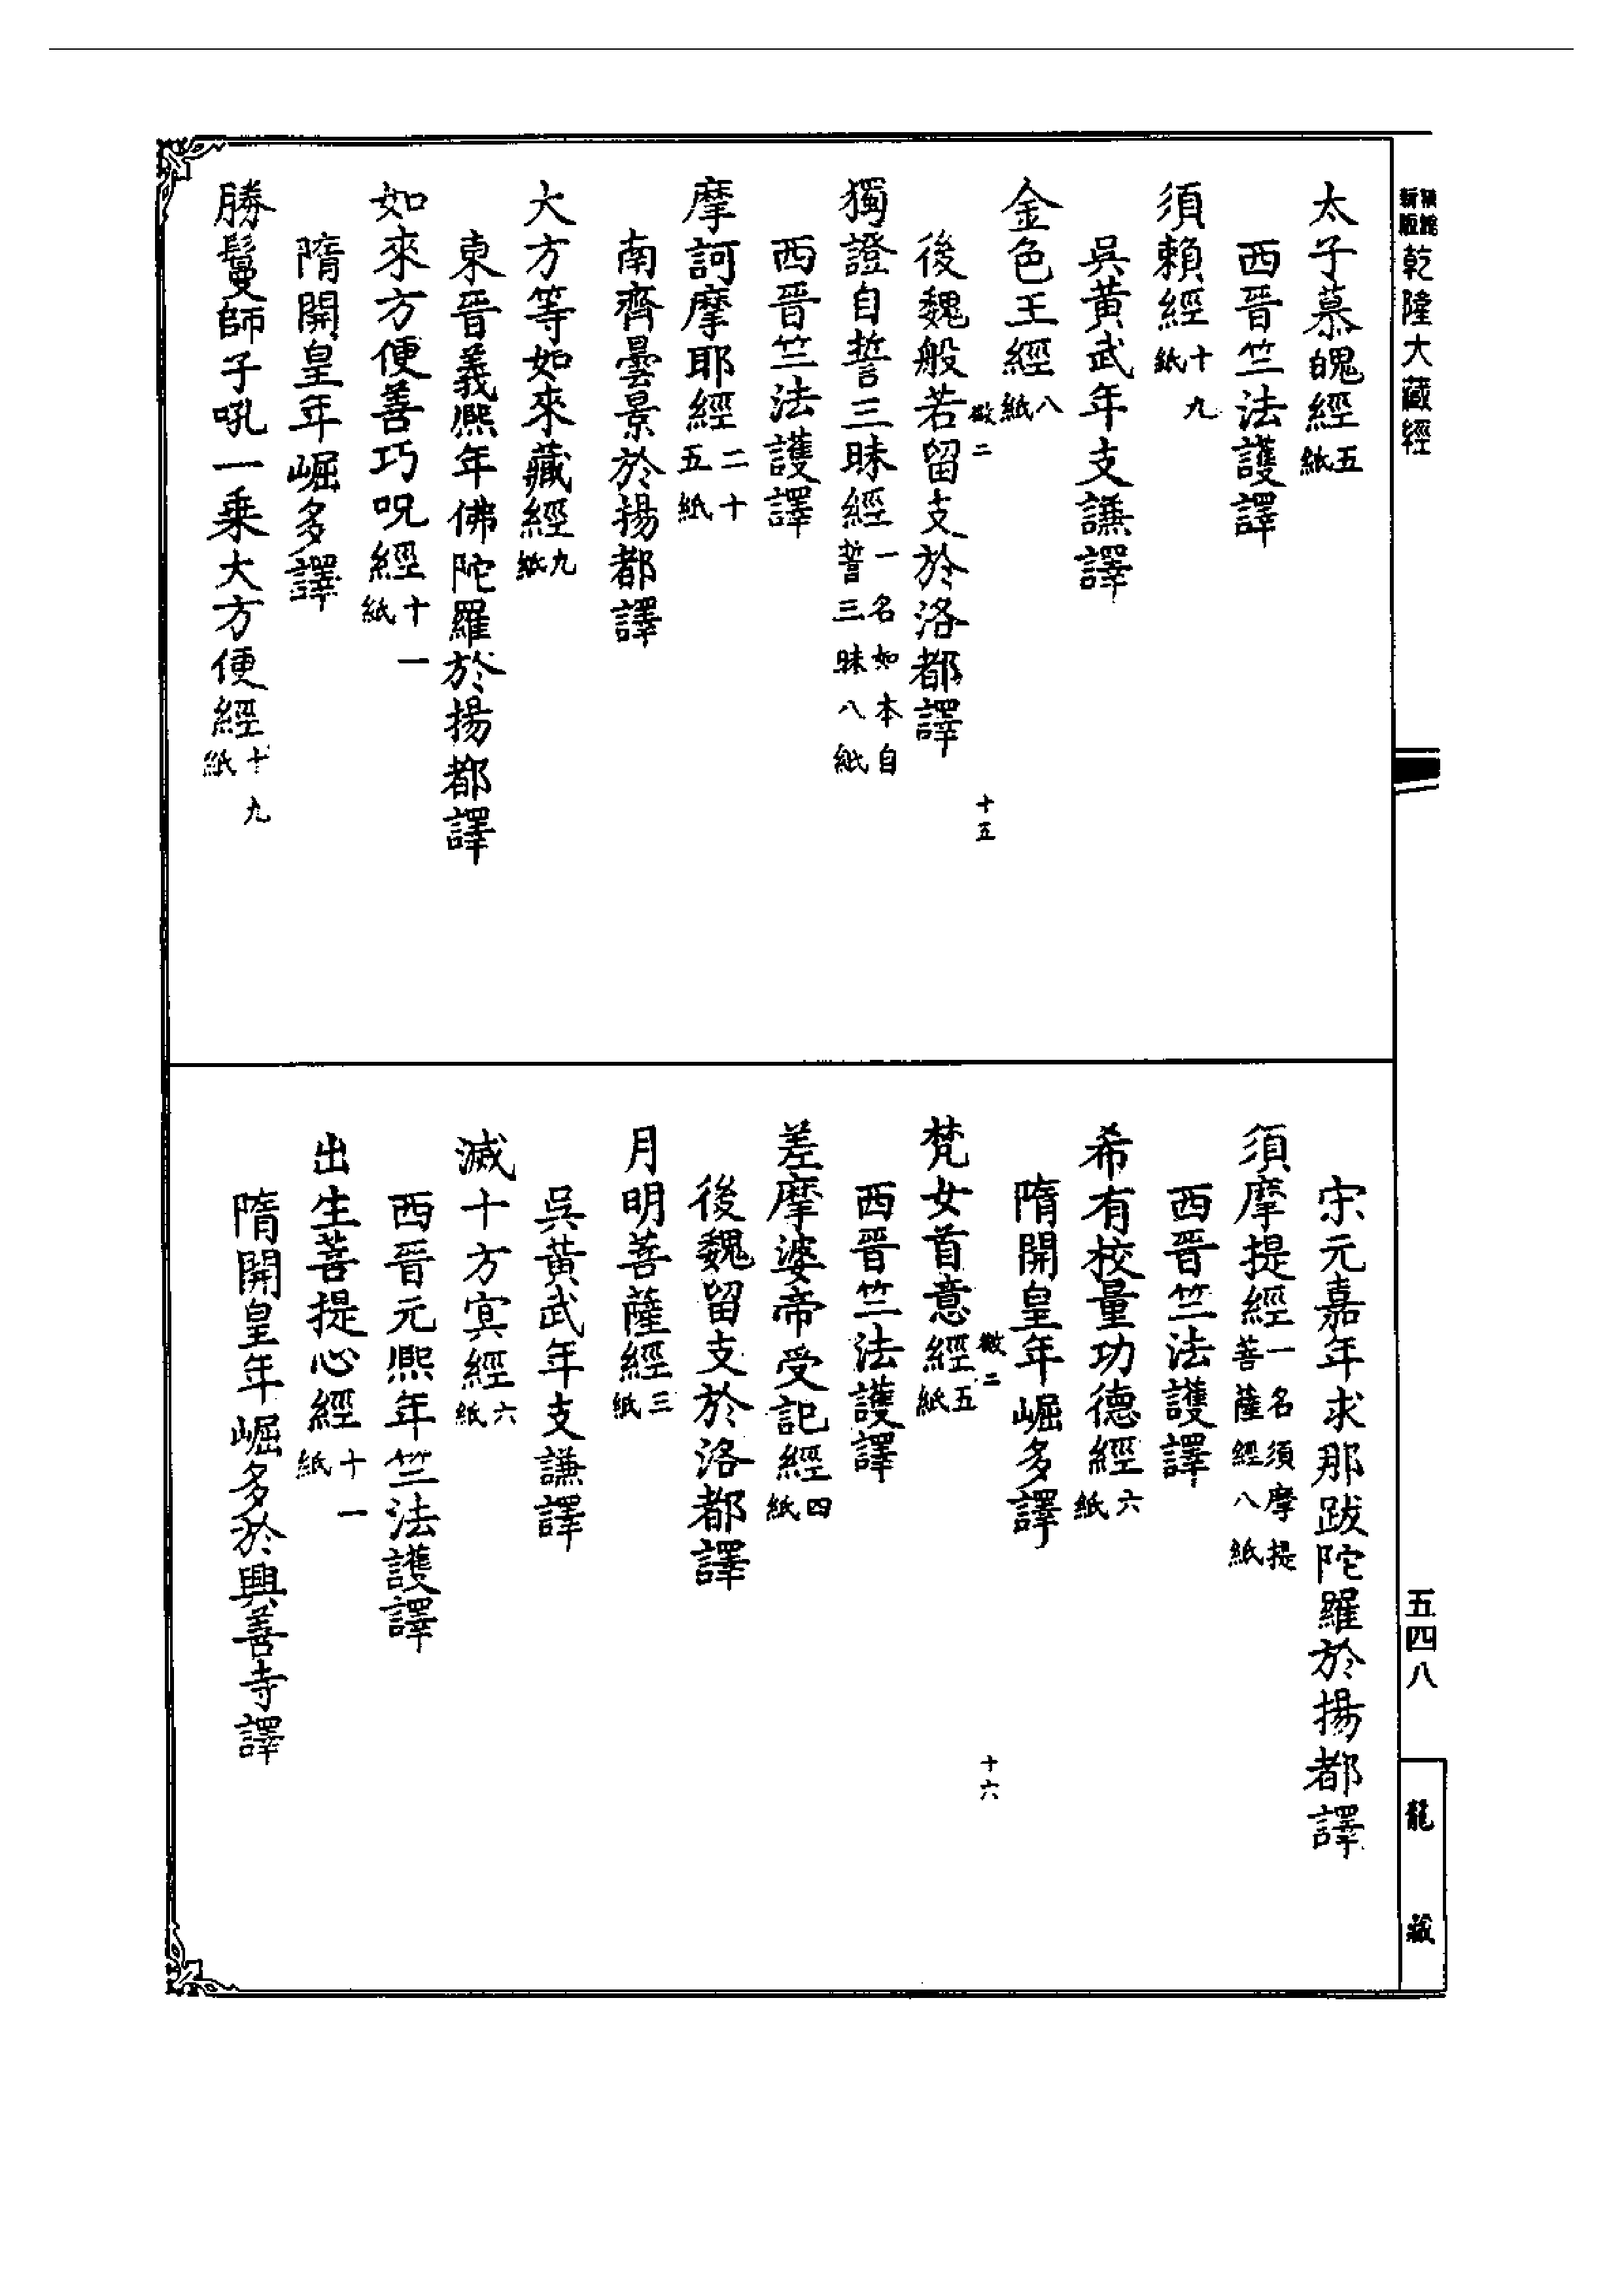 新版
乾隆大藏經
太子慕魄經五紙
西晉竺法護譯
須賴經十九紙
吳黃武年支謙譯
金色王經八紙
微二
十五
後魏般若留支於洛都譯
獨證自誓三昧經一名如本自誓三昧八紙
西晉竺法護譯
摩訶摩耶經二十五紙
南齊曇景於揚都譯
大方等如來藏經九紙
東晉義熙年佛陀羅於揚都譯
如來方便善巧呪經十一紙
隋開皇年崛多譯
勝鬘師子吼一乘大方便經十九紙
宋元嘉年求那跋陀羅於揚都譯
須摩提經一名須摩提菩薩經八紙
西晉竺法護譯
希有校量功德經六紙
隋開皇年崛多譯
微二
十六
梵女首意經五紙
西晉竺法護譯
差摩婆帝受記經四紙
後魏留支於洛都譯
月明菩薩經三紙
吳黃武年支謙譯
滅十方冥經六紙
西晉元熙年竺法護譯
出生菩提心經十一紙
隋開皇年崛多於興善寺譯
五四八
龍藏